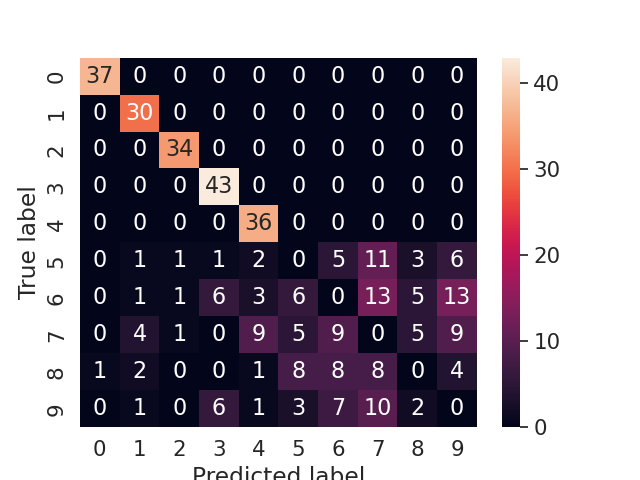 0 37 0 0 0 0 0 0 0 0 0
1 0 30 0 0 0 0 0 0 0 0
2 0 0 34 0 0 0 0 0 0 0
3 0 0 0 43 0 0 0 0 0 0
4 0 0 0 0 36 0 0 0 0 0
5 0 1 1 1 2 0 5 11 3 6
6 0 1 1 6 3 6 0 13 5 13
7 0 4 1 0 9 5 9 0 5 9
8 1 2 0 0 1 8 8 8 0 4
9 0 1 0 6 1 3 7 10 2 0
0 1 2 3 4 5 6 7 8 9
Predicted label
True label
40
30
20
10
0